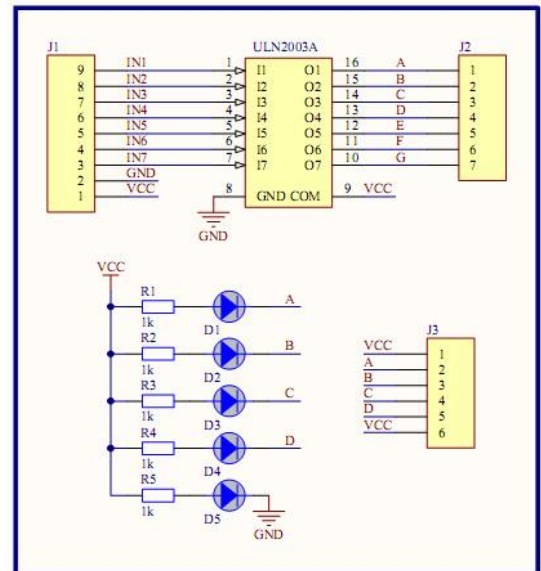 J1 ULN2003A J2
9 IN1 1 I1 O1 16 A 1
8 IN2 2 I2 O2 15 B 2
7 IN3 3 I3 O3 14 C 3
6 IN4 4 I4 O4 13 D 4
5 IN5 5 I5 O5 12 E 5
4 IN6 6 I6 O6 11 F 6
3 IN7 7 I7 O7 10 G 7
2 GND
1 VCC 8 GND COM 9 VCC
GND
VCC
R1 A
1k D1
R2 B
1k D2
R3 C
1k D3
R4 D
1k D4
R5
1k D5
GND
J3
VCC 1
A 2
B 3
C 4
D 5
VCC 6